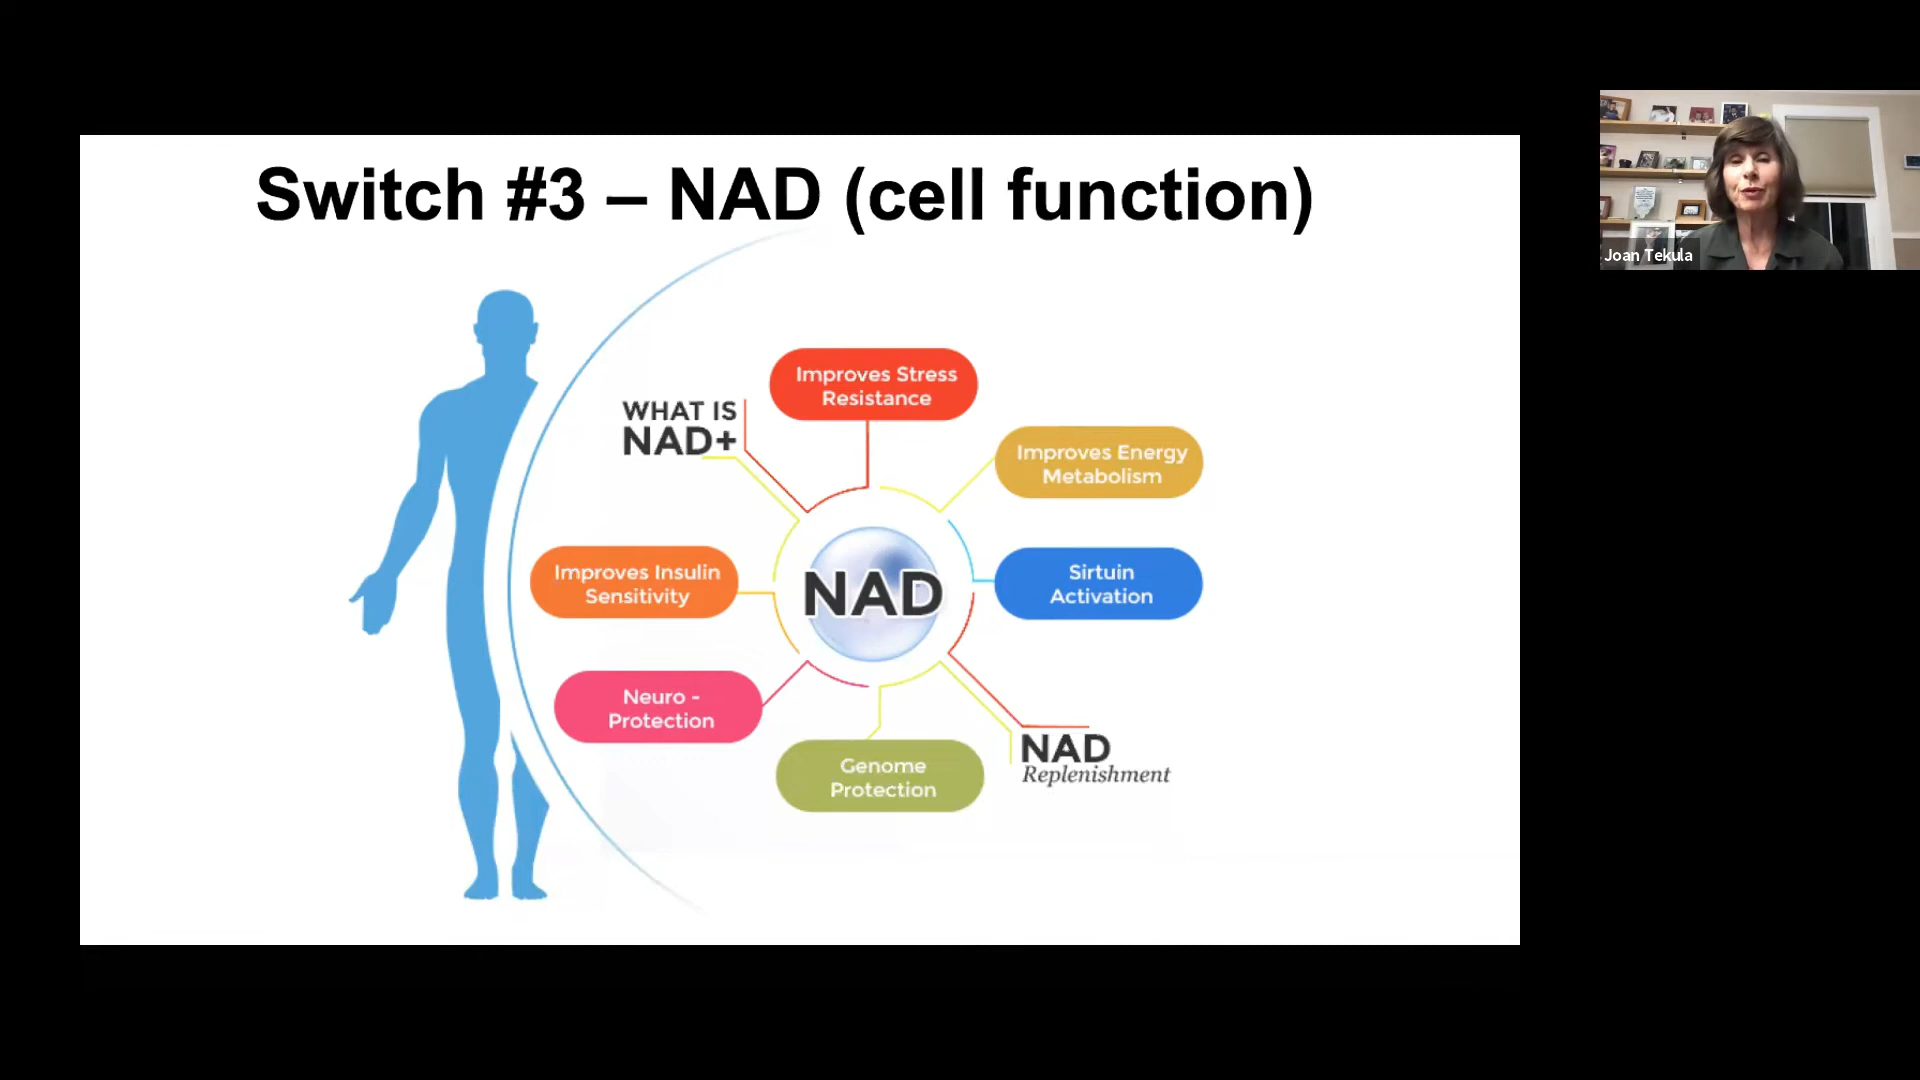 Switch #3 – NAD (cell function)
WHAT IS
NAD+
Improves Stress
Resistance
Improves Energy
Metabolism
Improves Insulin
Sensitivity
NAD
Sirtuin
Activation
Neuro -
Protection
Genome
Protection
NAD
Replenishment
Joan Tekula